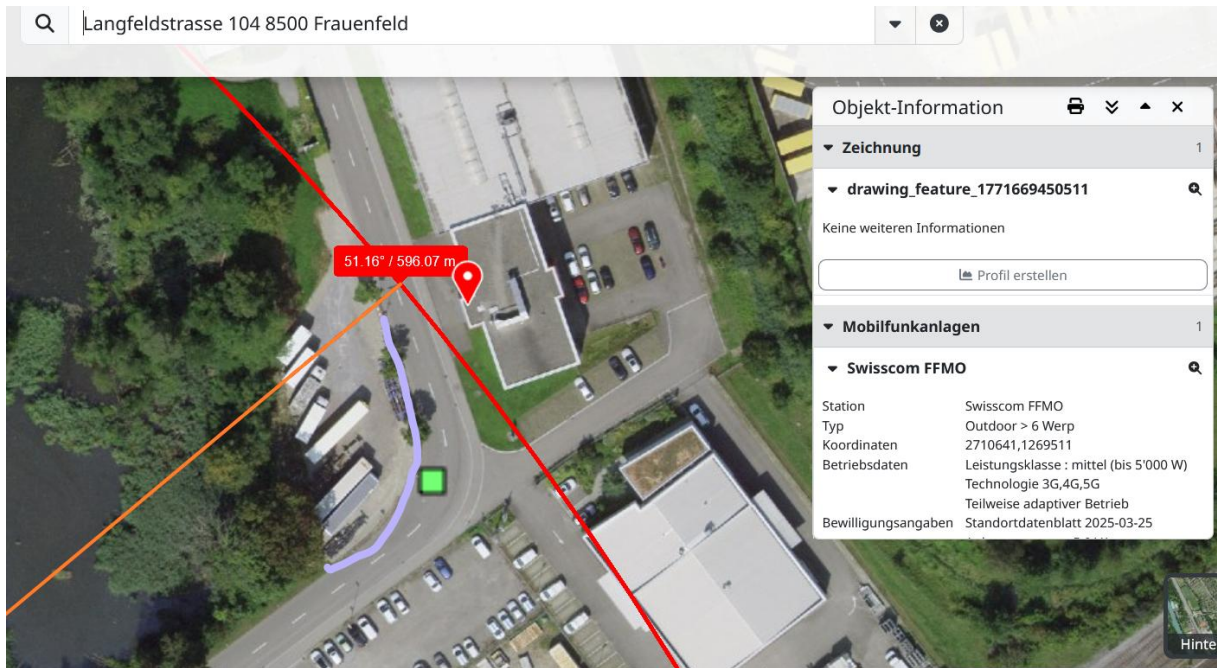 Langfeldstrasse 104 8500 Frauenfeld
Objekt-Information
Zeichnung 1
drawing_feature_1771669450511
Keine weiteren Informationen
51.16° / 596.07 m
Profil erstellen
Mobilfunkanlagen 1
Swisscom FFMO
Station Swisscom FFMO
Typ Outdoor > 6 Werp
Koordinaten 2710641,1269511
Betriebsdaten Leistungsklasse : mittel (bis 5'000 W)
Technologie 3G,4G,5G
Teilweise adaptiver Betrieb
Bewilligungsangaben Standortdatenblatt 2025-03-25
Hinte